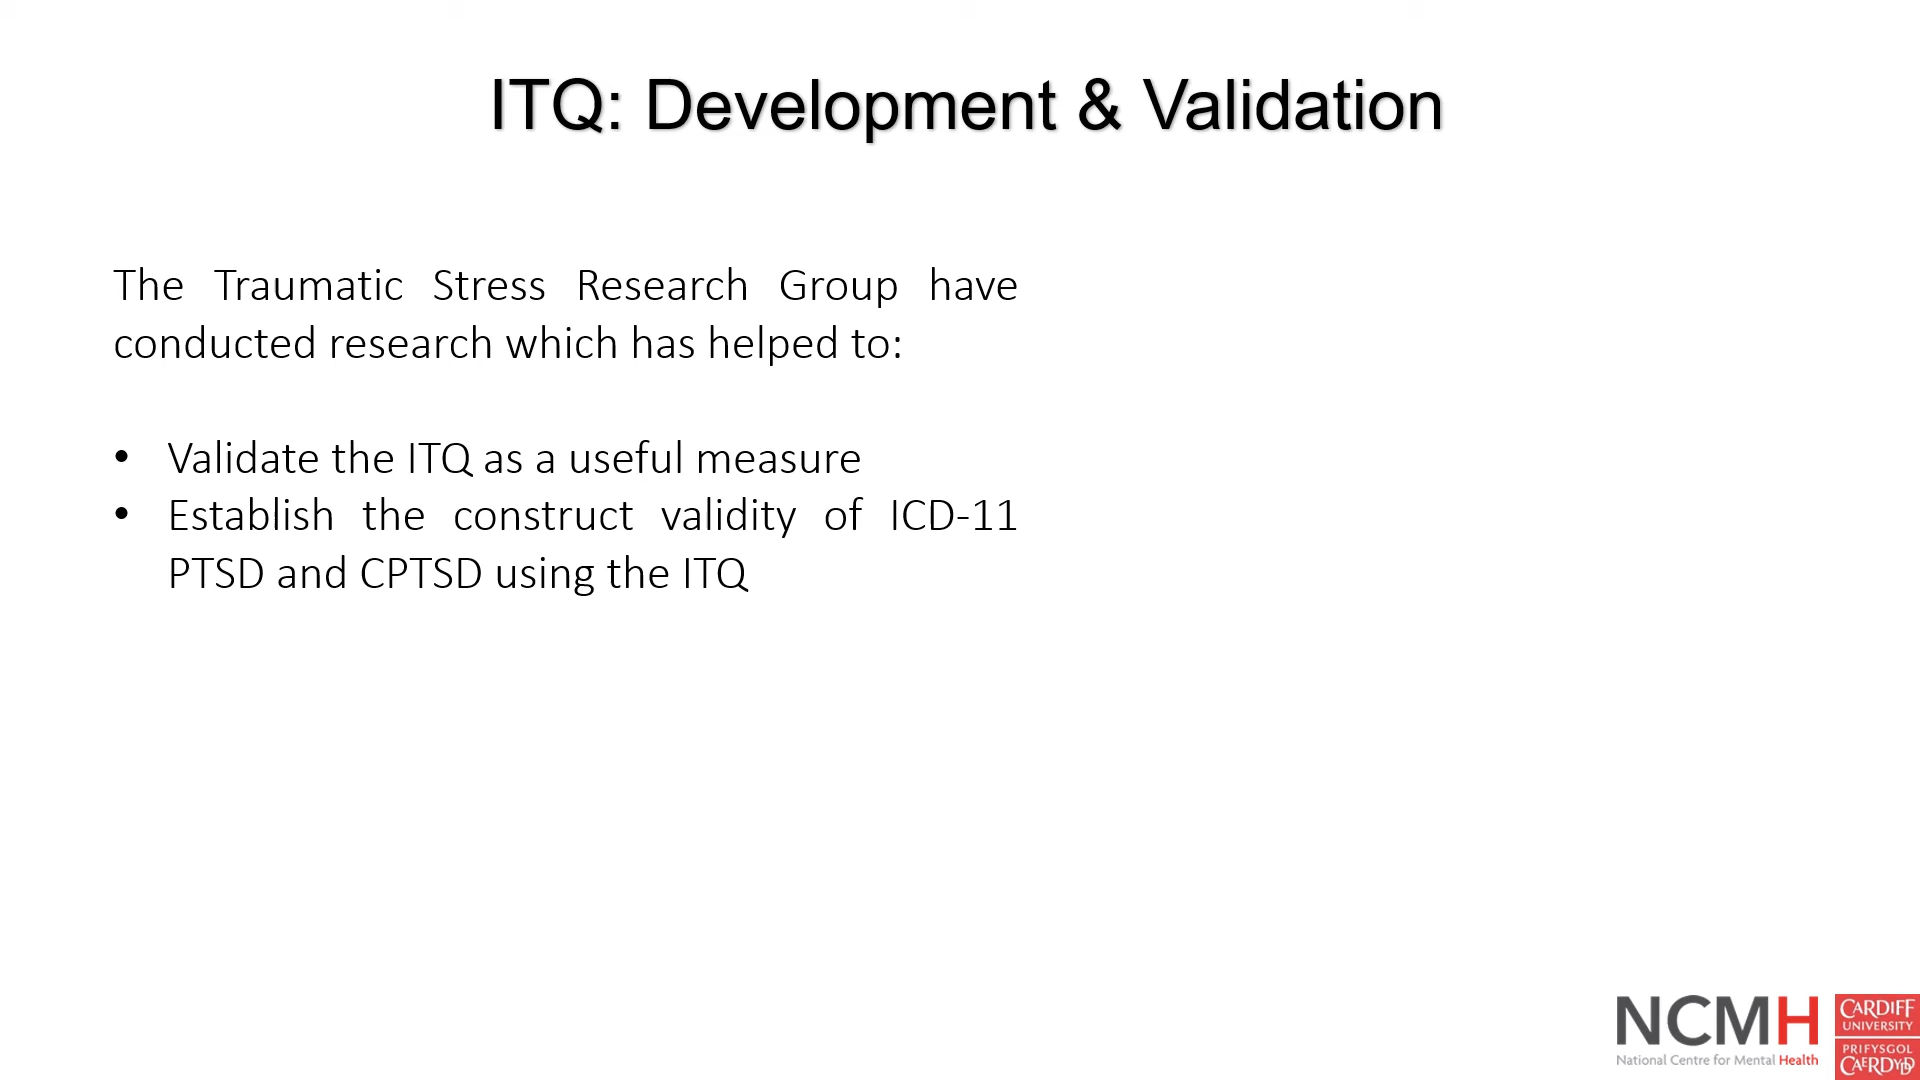 ITQ: Development & Validation
The Traumatic Stress Research Group have
conducted research which has helped to:
• Validate the ITQ as a useful measure
• Establish the construct validity of ICD-11
PTSD and CPTSD using the ITQ
NCMH
National Centre for Mental Health
CARDIFF
UNIVERSITY
PRIFYSGOL
CAERDYDD